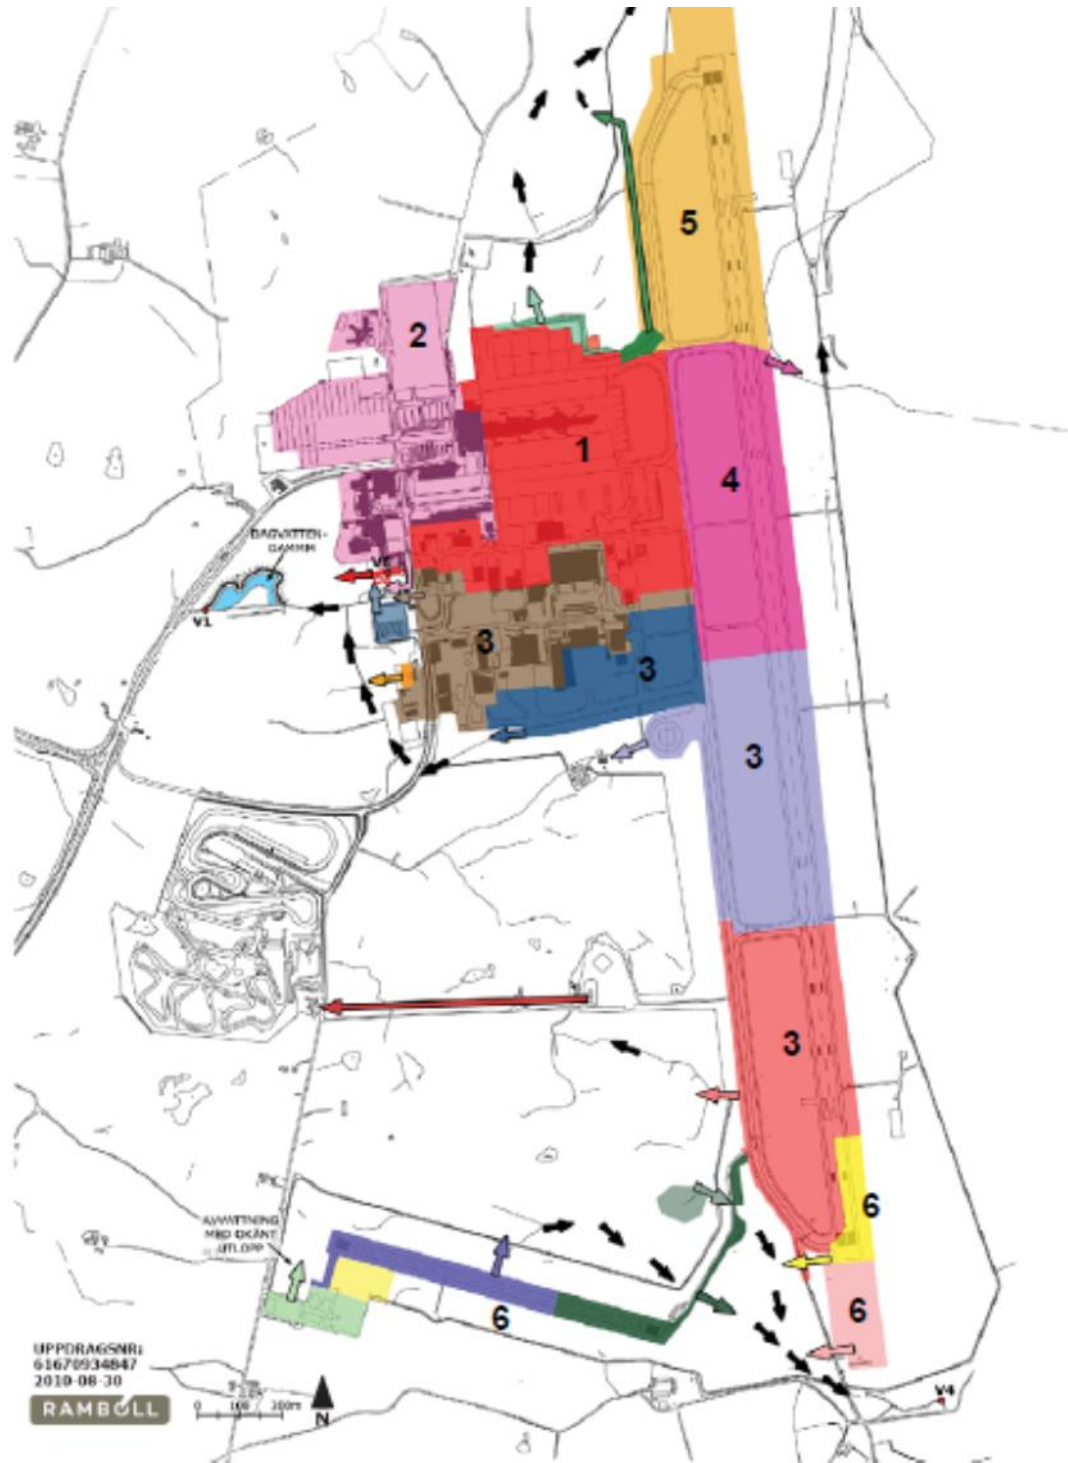 5
2
1
4
DAGVATTEN-
DAMMM
V1
3
3
3
3
6
AVVATTNING
MED OKÄNT
UTLOPP
6
6
UPPDRAGSNR:
61670934847
2010-08-30
RAMBOLL
0 100 200m
N
V4